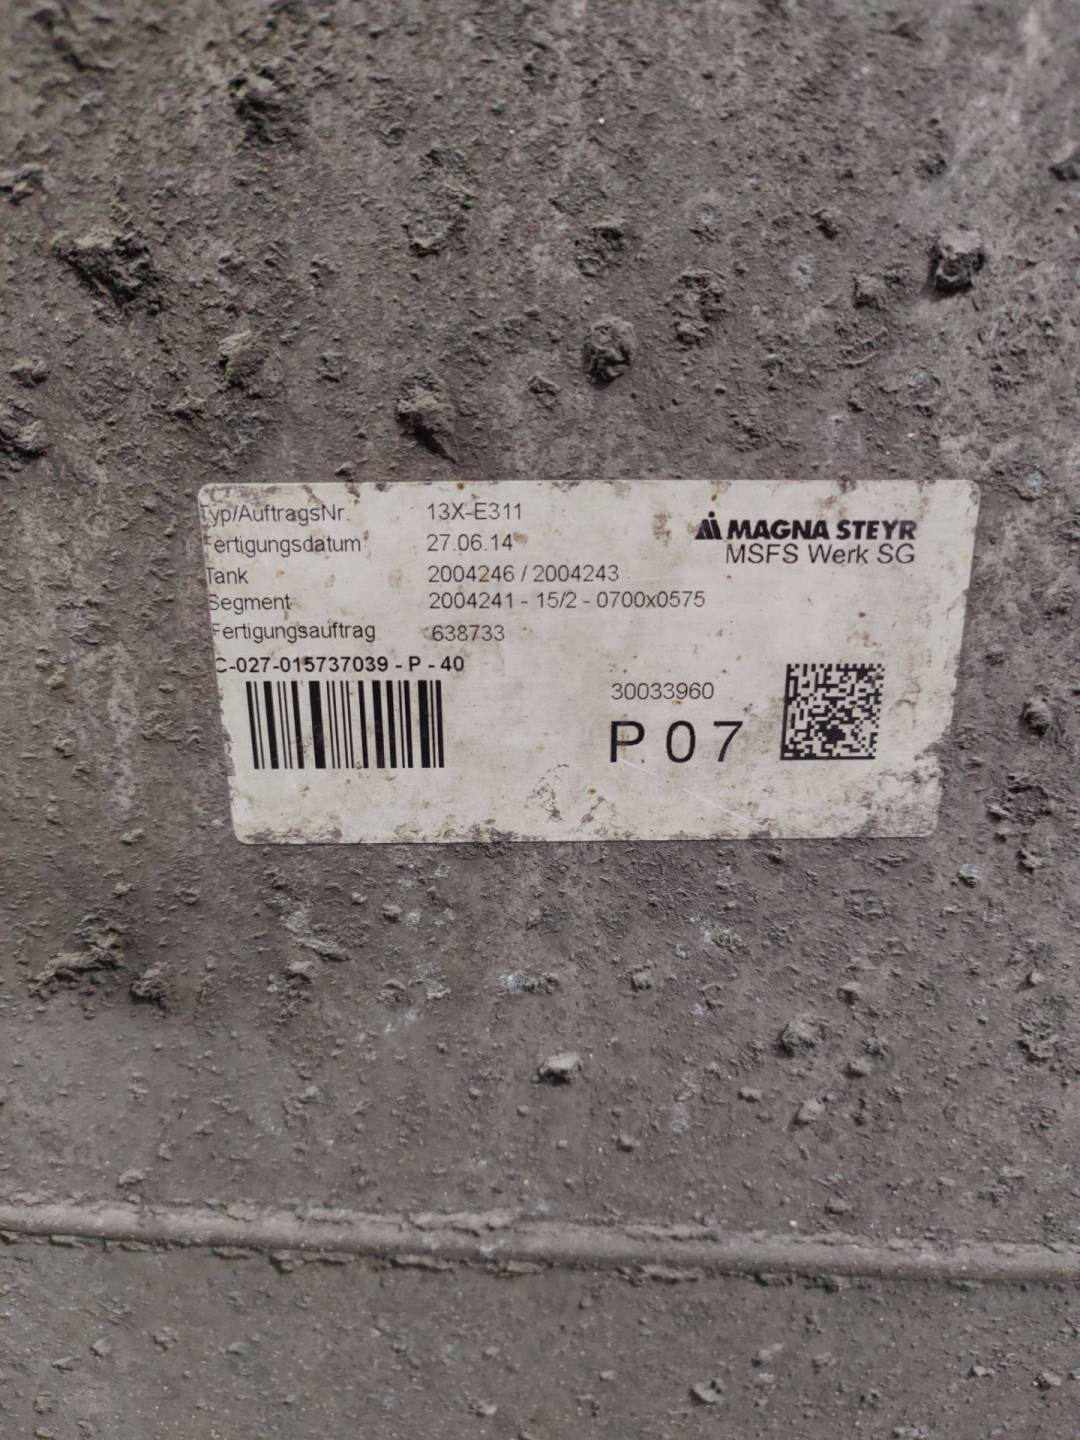 Typ/AuftragsNr. 13X-E311
Fertigungsdatum 27.06.14
MAGNA STEYR
MSFS Werk SG
Tank 2004246 / 2004243
Segment 2004241 - 15/2 - 0700x0575
Fertigungsauftrag 638733
C-027-015737039 - P - 40
30033960
P 07